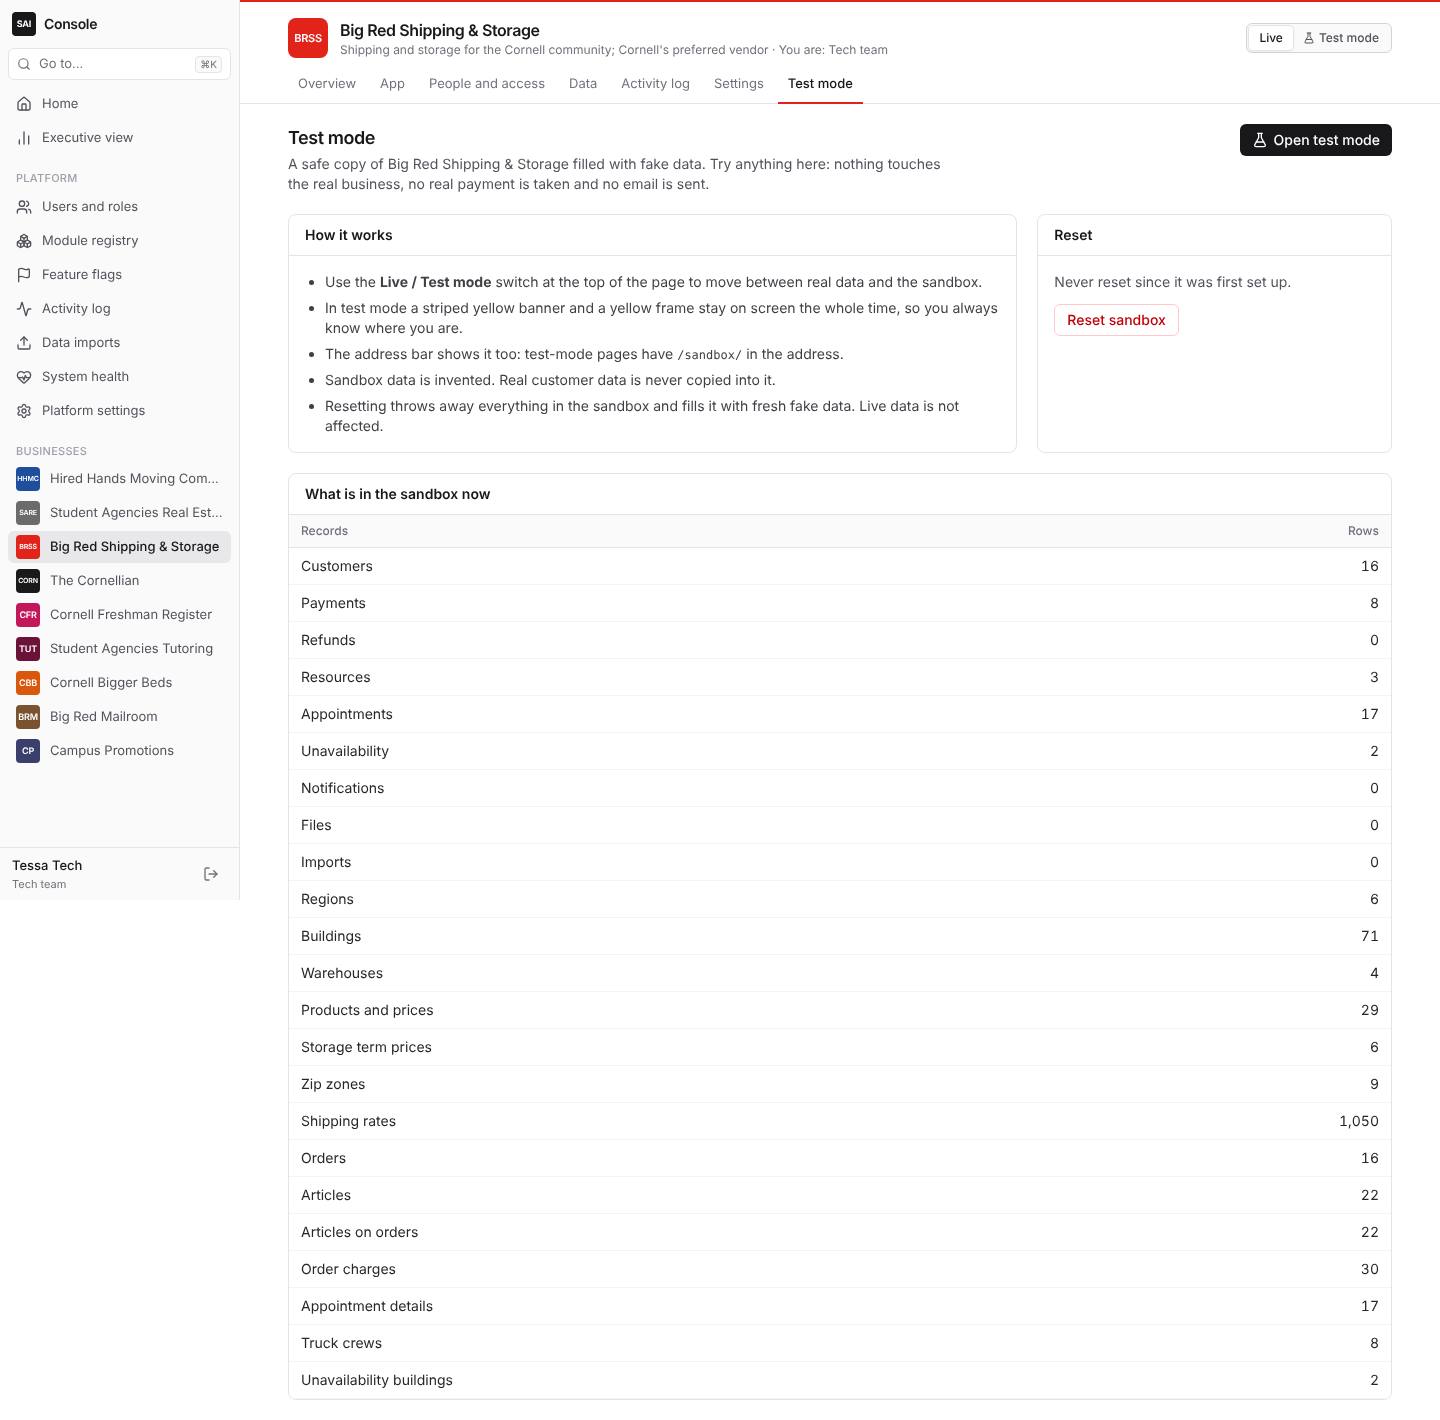 SAI Console
Go to... ⌘K
Home
Executive view
PLATFORM
Users and roles
Module registry
Feature flags
Activity log
Data imports
System health
Platform settings
BUSINESSES
HHMC Hired Hands Moving Com...
SARE Student Agencies Real Est...
BRSS Big Red Shipping & Storage
CORN The Cornellian
CFR Cornell Freshman Register
TUT Student Agencies Tutoring
CBB Cornell Bigger Beds
BRM Big Red Mailroom
CP Campus Promotions
Tessa Tech
Tech team
BRSS Big Red Shipping & Storage
Shipping and storage for the Cornell community; Cornell's preferred vendor · You are: Tech team
Live Test mode
Overview App People and access Data Activity log Settings Test mode
Test mode
Open test mode
A safe copy of Big Red Shipping & Storage filled with fake data. Try anything here: nothing touches
the real business, no real payment is taken and no email is sent.
How it works
• Use the Live / Test mode switch at the top of the page to move between real data and the sandbox.
• In test mode a striped yellow banner and a yellow frame stay on screen the whole time, so you always
know where you are.
• The address bar shows it too: test-mode pages have /sandbox/ in the address.
• Sandbox data is invented. Real customer data is never copied into it.
• Resetting throws away everything in the sandbox and fills it with fresh fake data. Live data is not
affected.
Reset
Never reset since it was first set up.
Reset sandbox
What is in the sandbox now
Records Rows
Customers 16
Payments 8
Refunds 0
Resources 3
Appointments 17
Unavailability 2
Notifications 0
Files 0
Imports 0
Regions 6
Buildings 71
Warehouses 4
Products and prices 29
Storage term prices 6
Zip zones 9
Shipping rates 1,050
Orders 16
Articles 22
Articles on orders 22
Order charges 30
Appointment details 17
Truck crews 8
Unavailability buildings 2